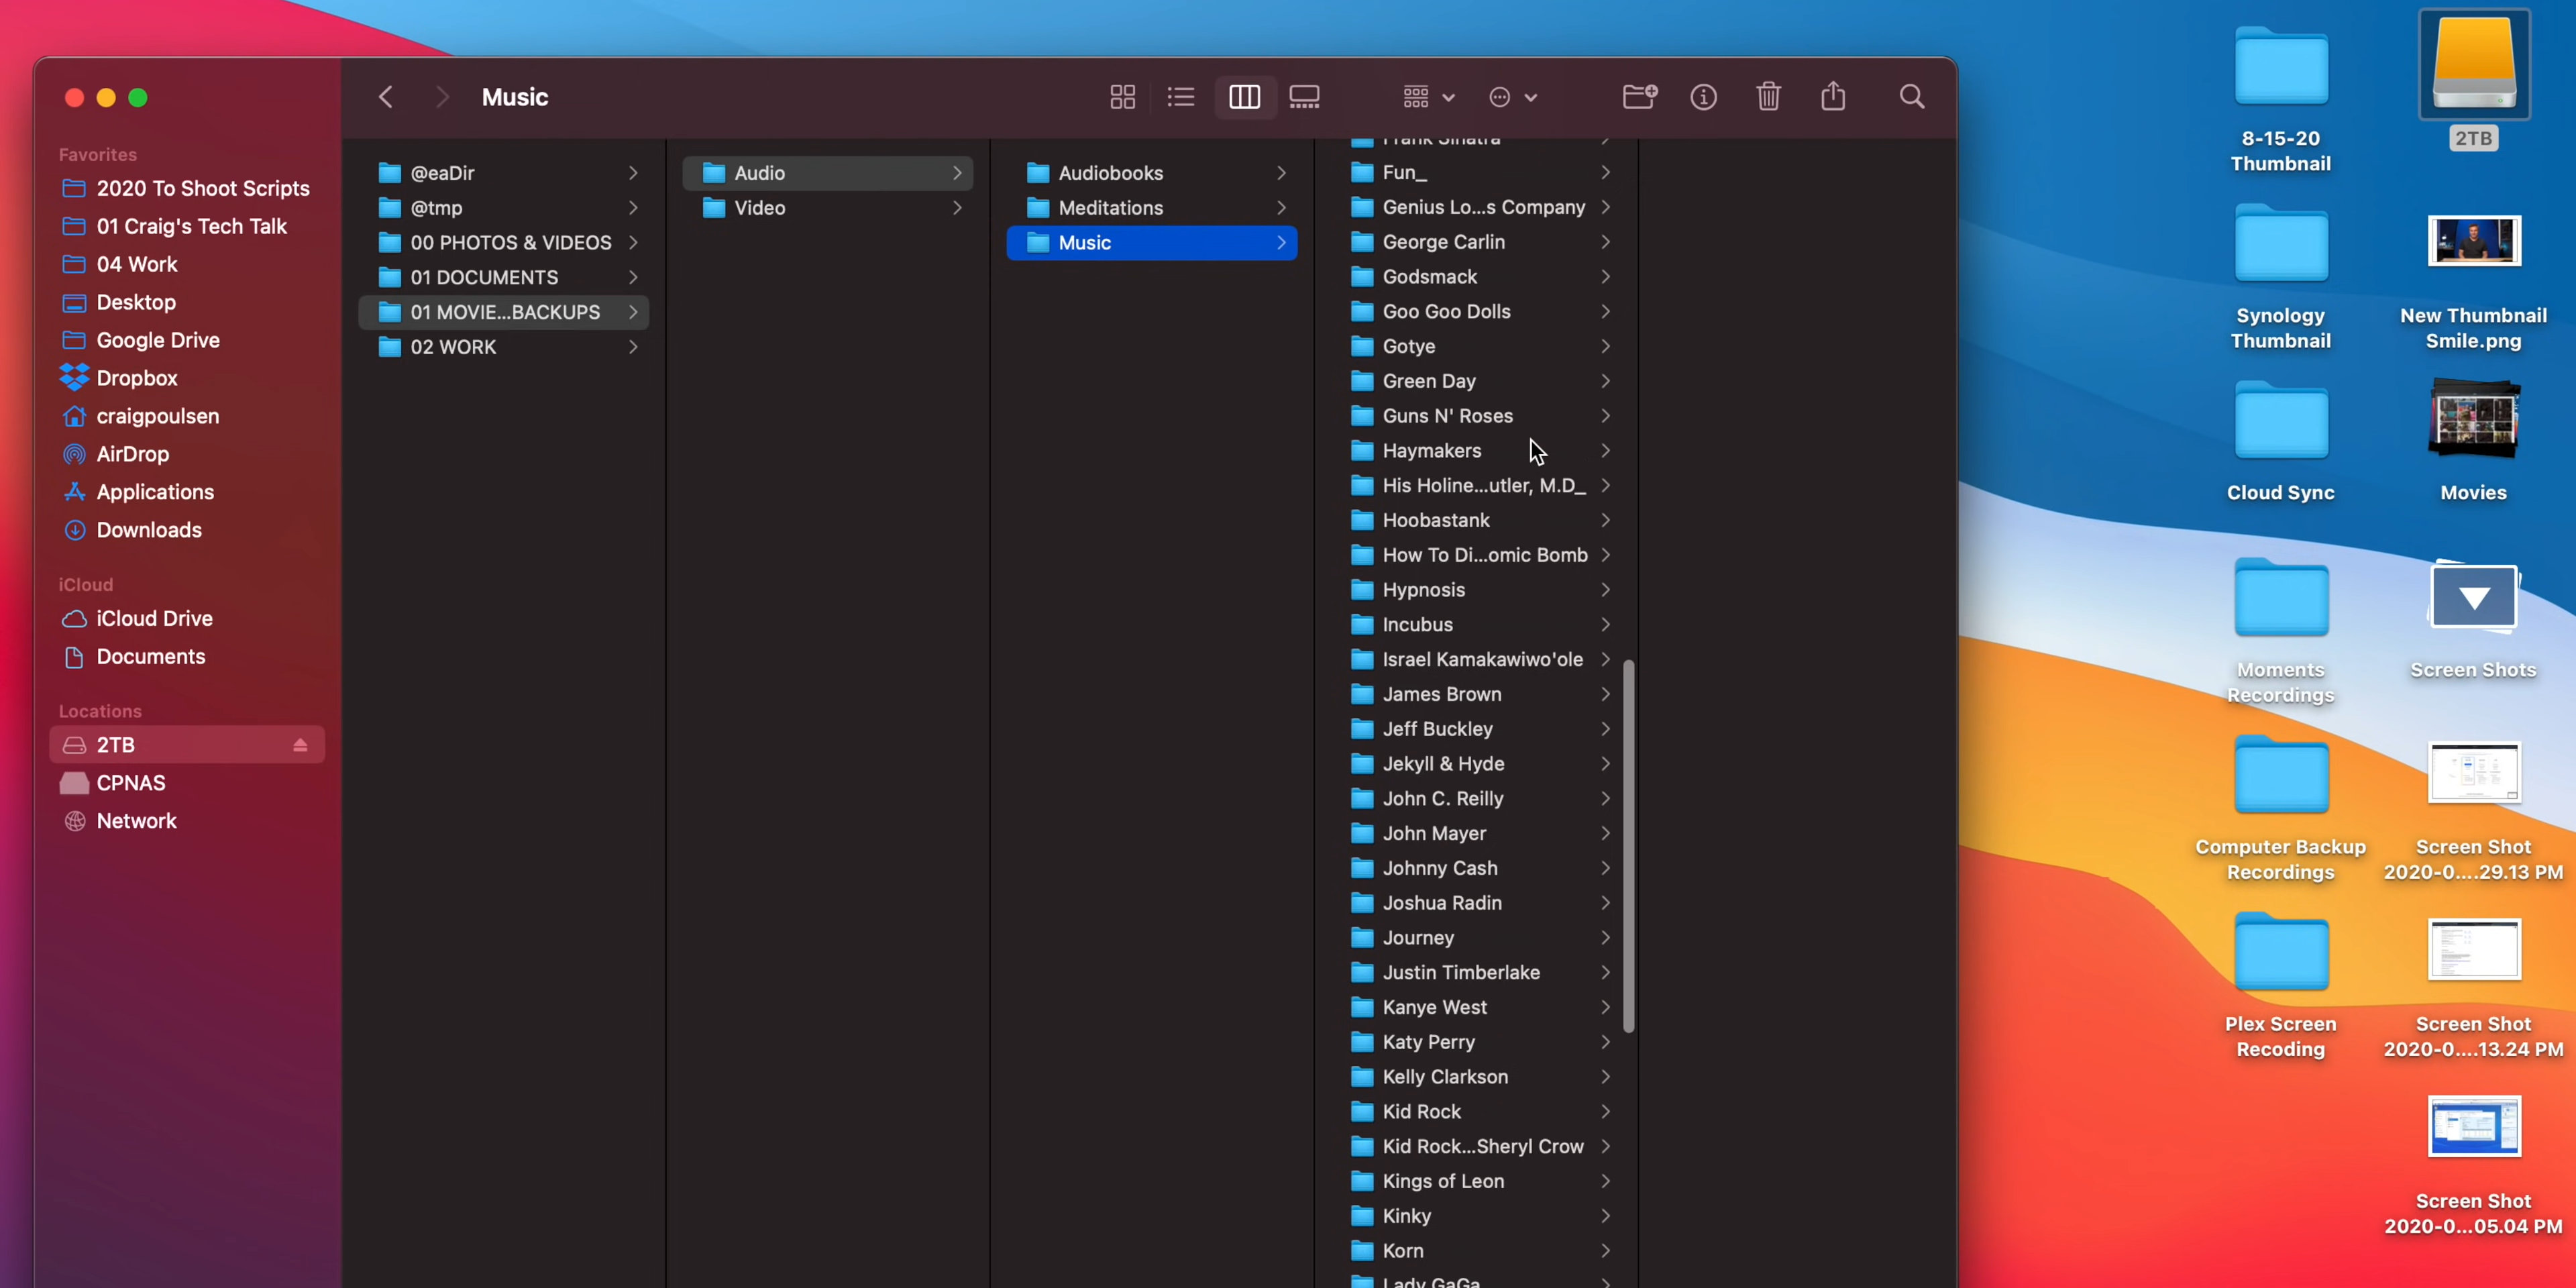 Music
Favorites
2020 To Shoot Scripts
01 Craig's Tech Talk
04 Work
Desktop
Google Drive
Dropbox
craigpoulsen
AirDrop
Applications
Downloads
iCloud
iCloud Drive
Documents
Locations
2TB
CPNAS
Network
@eaDir
@tmp
00 PHOTOS & VIDEOS
01 DOCUMENTS
01 MOVIE...BACKUPS
02 WORK
Audio
Video
Audiobooks
Meditations
Music
Frank Sinatra
Fun_
Genius Lo...s Company
George Carlin
Godsmack
Goo Goo Dolls
Gotye
Green Day
Guns N' Roses
Haymakers
His Holine...utler, M.D_
Hoobastank
How To Di...omic Bomb
Hypnosis
Incubus
Israel Kamakawiwo'ole
James Brown
Jeff Buckley
Jekyll & Hyde
John C. Reilly
John Mayer
Johnny Cash
Joshua Radin
Journey
Justin Timberlake
Kanye West
Katy Perry
Kelly Clarkson
Kid Rock
Kid Rock...Sheryl Crow
Kings of Leon
Kinky
Korn
Lady GaGa
8-15-20
Thumbnail
Synology
Thumbnail
Cloud Sync
Moments
Recordings
Computer Backup
Recordings
Plex Screen
Recoding
2TB
New Thumbnail
Smile.png
Movies
Screen Shots
Screen Shot
2020-0....29.13 PM
Screen Shot
2020-0....13.24 PM
Screen Shot
2020-0...05.04 PM